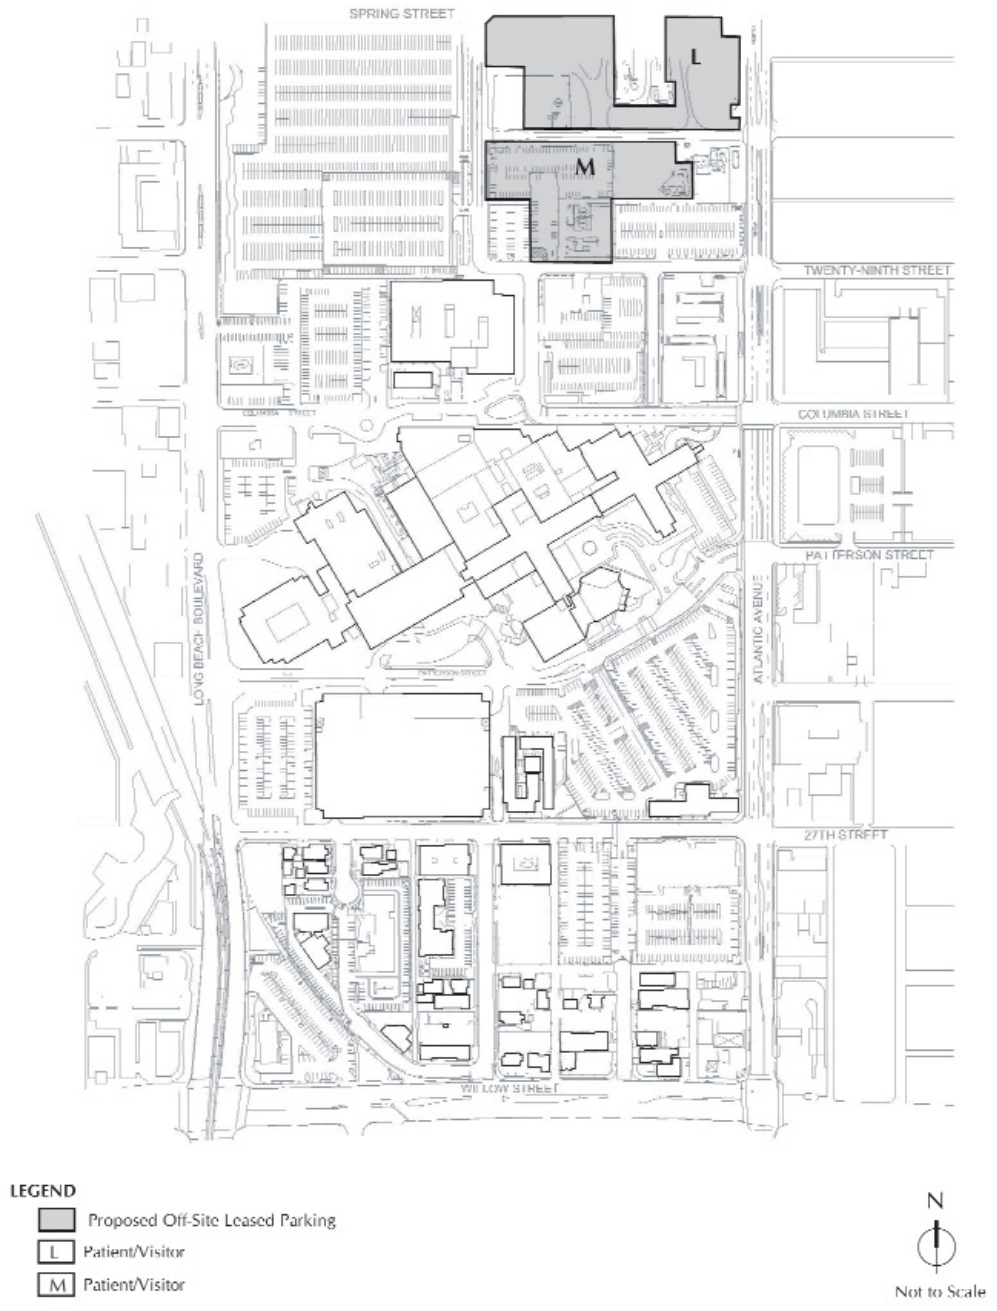 SPRING STREET
L
M
TWENTY-NINTH STREET
COLUMBIA STREET
COLUMBIA STREET
PATTERSON STREET
LONG BEACH BOULEVARD
ATLANTIC AVENUE
PATTERSON STREET
27TH STREET
WILLOW STREET
LEGEND
Proposed Off-Site Leased Parking
L Patient/Visitor
M Patient/Visitor
N
Not to Scale